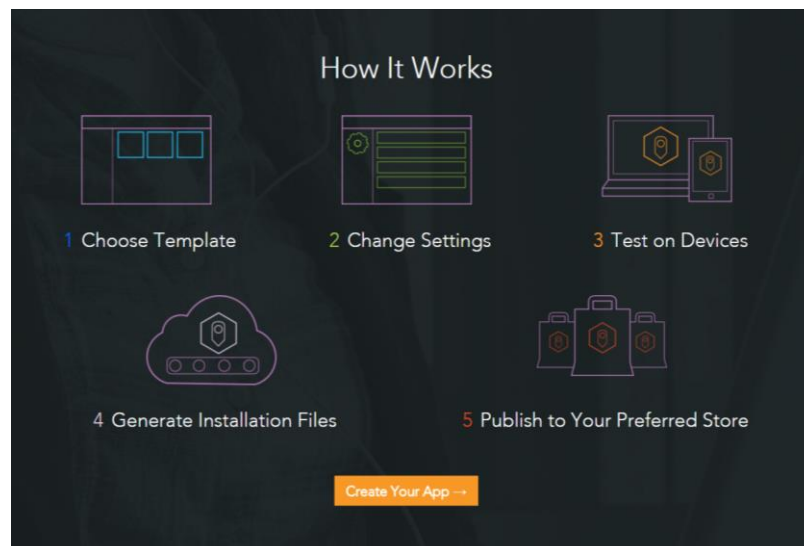 How It Works
1 Choose Template
2 Change Settings
3 Test on Devices
4 Generate Installation Files
5 Publish to Your Preferred Store
Create Your App →